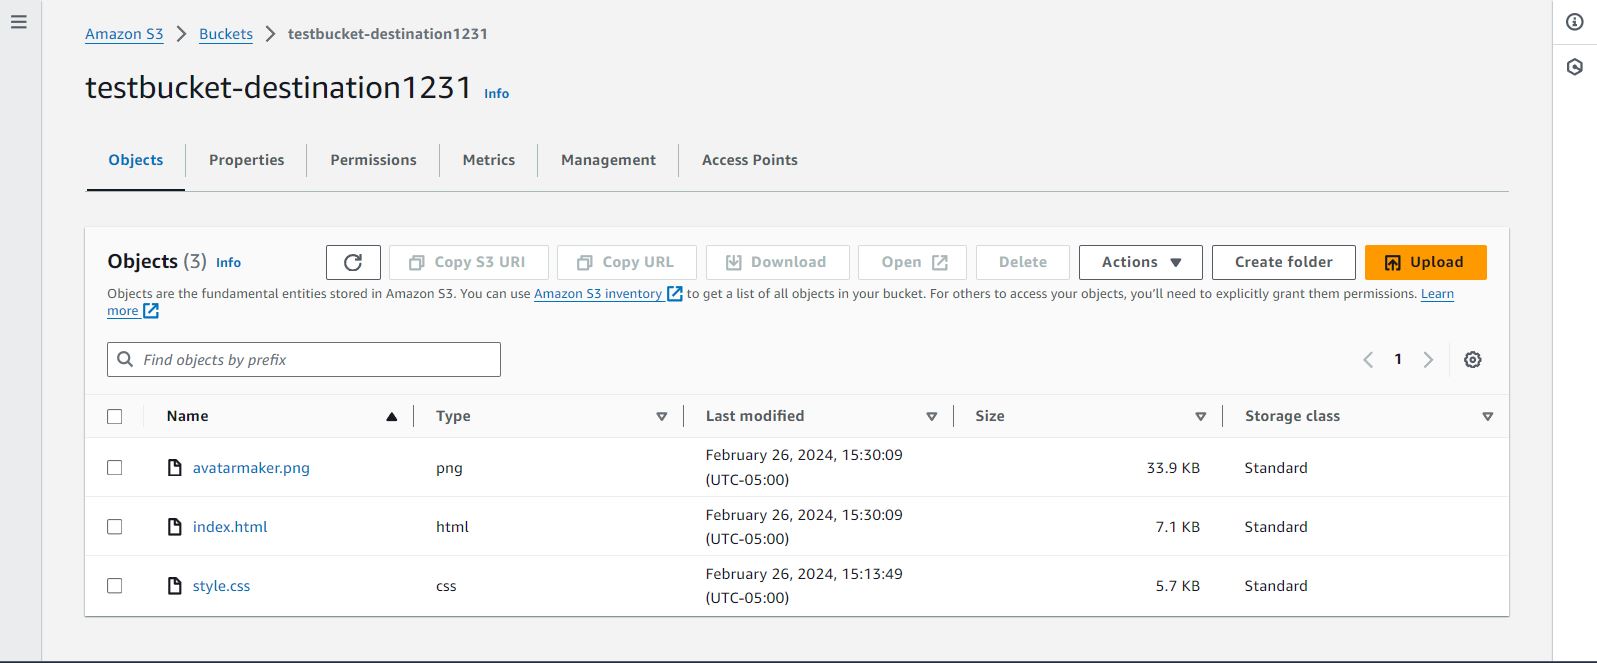 Amazon S3 > Buckets > testbucket-destination1231
testbucket-destination1231 Info
Objects Properties Permissions Metrics Management Access Points
Objects (3) Info Copy S3 URI Copy URL Download Open Delete Actions Create folder Upload
Objects are the fundamental entities stored in Amazon S3. You can use Amazon S3 inventory to get a list of all objects in your bucket. For others to access your objects, you'll need to explicitly grant them permissions. Learn
more
Find objects by prefix 1
Name Type Last modified Size Storage class
avatarmaker.png png February 26, 2024, 15:30:09 33.9 KB Standard
(UTC-05:00)
index.html html February 26, 2024, 15:30:09 7.1 KB Standard
(UTC-05:00)
style.css css February 26, 2024, 15:13:49 5.7 KB Standard
(UTC-05:00)